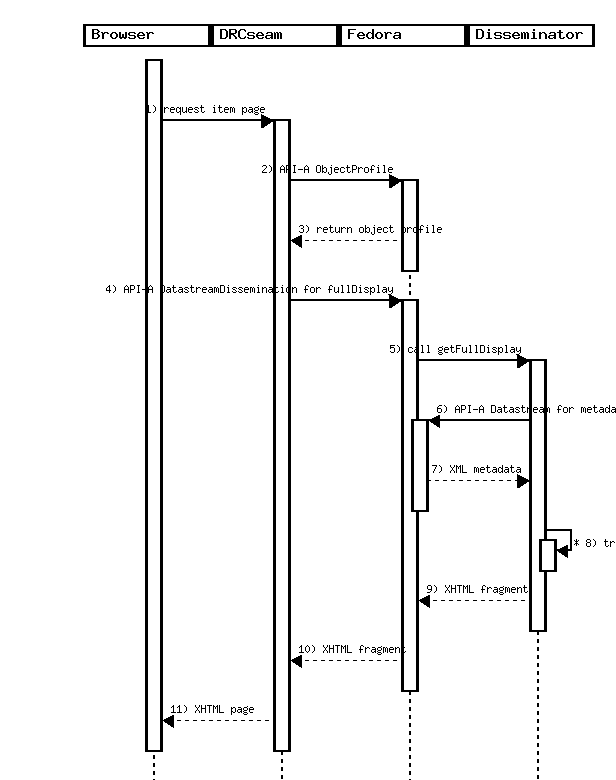 Browser DRCseam Fedora Disseminator
1) request item page
2) API-A ObjectProfile
3) return object profile
4) API-A DatastreamDissemination for fullDisplay
5) call getFullDisplay
6) API-A Datastream for metada
7) XML metadata
* 8) tr
9) XHTML fragment
10) XHTML fragment
11) XHTML page